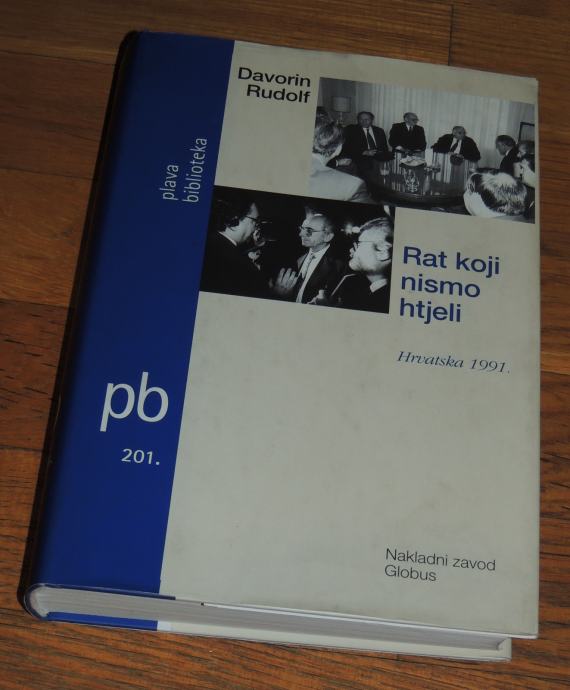 Davorin
Rudolf
plava
biblioteka
Rat koji
nismo
htjeli
Hrvatska 1991.
pb
201.
Nakladni zavod
Globus